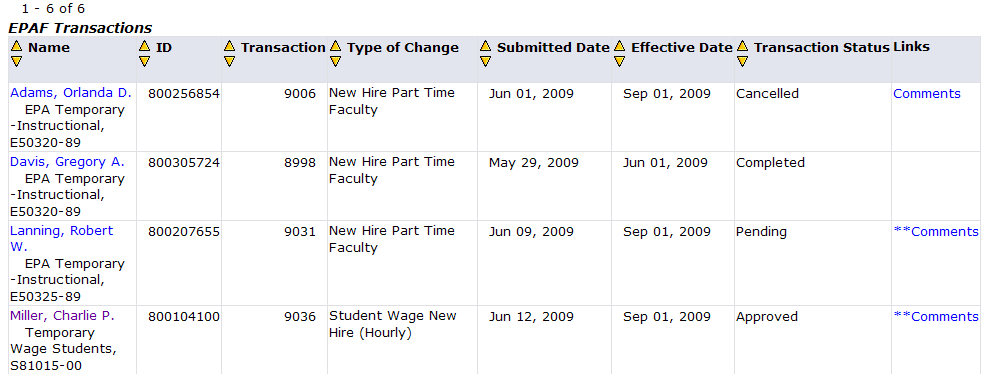 1 - 6 of 6
EPAF Transactions
Name ID Transaction Type of Change Submitted Date Effective Date Transaction Status Links
Adams, Orlanda D. 800256854 9006 New Hire Part Time Jun 01, 2009 Sep 01, 2009 Cancelled Comments
EPA Temporary Faculty
-Instructional,
E50320-89
Davis, Gregory A. 800305724 8998 New Hire Part Time May 29, 2009 Jun 01, 2009 Completed
EPA Temporary Faculty
-Instructional,
E50320-89
Lanning, Robert 800207655 9031 New Hire Part Time Jun 09, 2009 Sep 01, 2009 Pending **Comments
W. Faculty
EPA Temporary
-Instructional,
E50325-89
Miller, Charlie P. 800104100 9036 Student Wage New Jun 12, 2009 Sep 01, 2009 Approved **Comments
Temporary Hire (Hourly)
Wage Students,
S81015-00